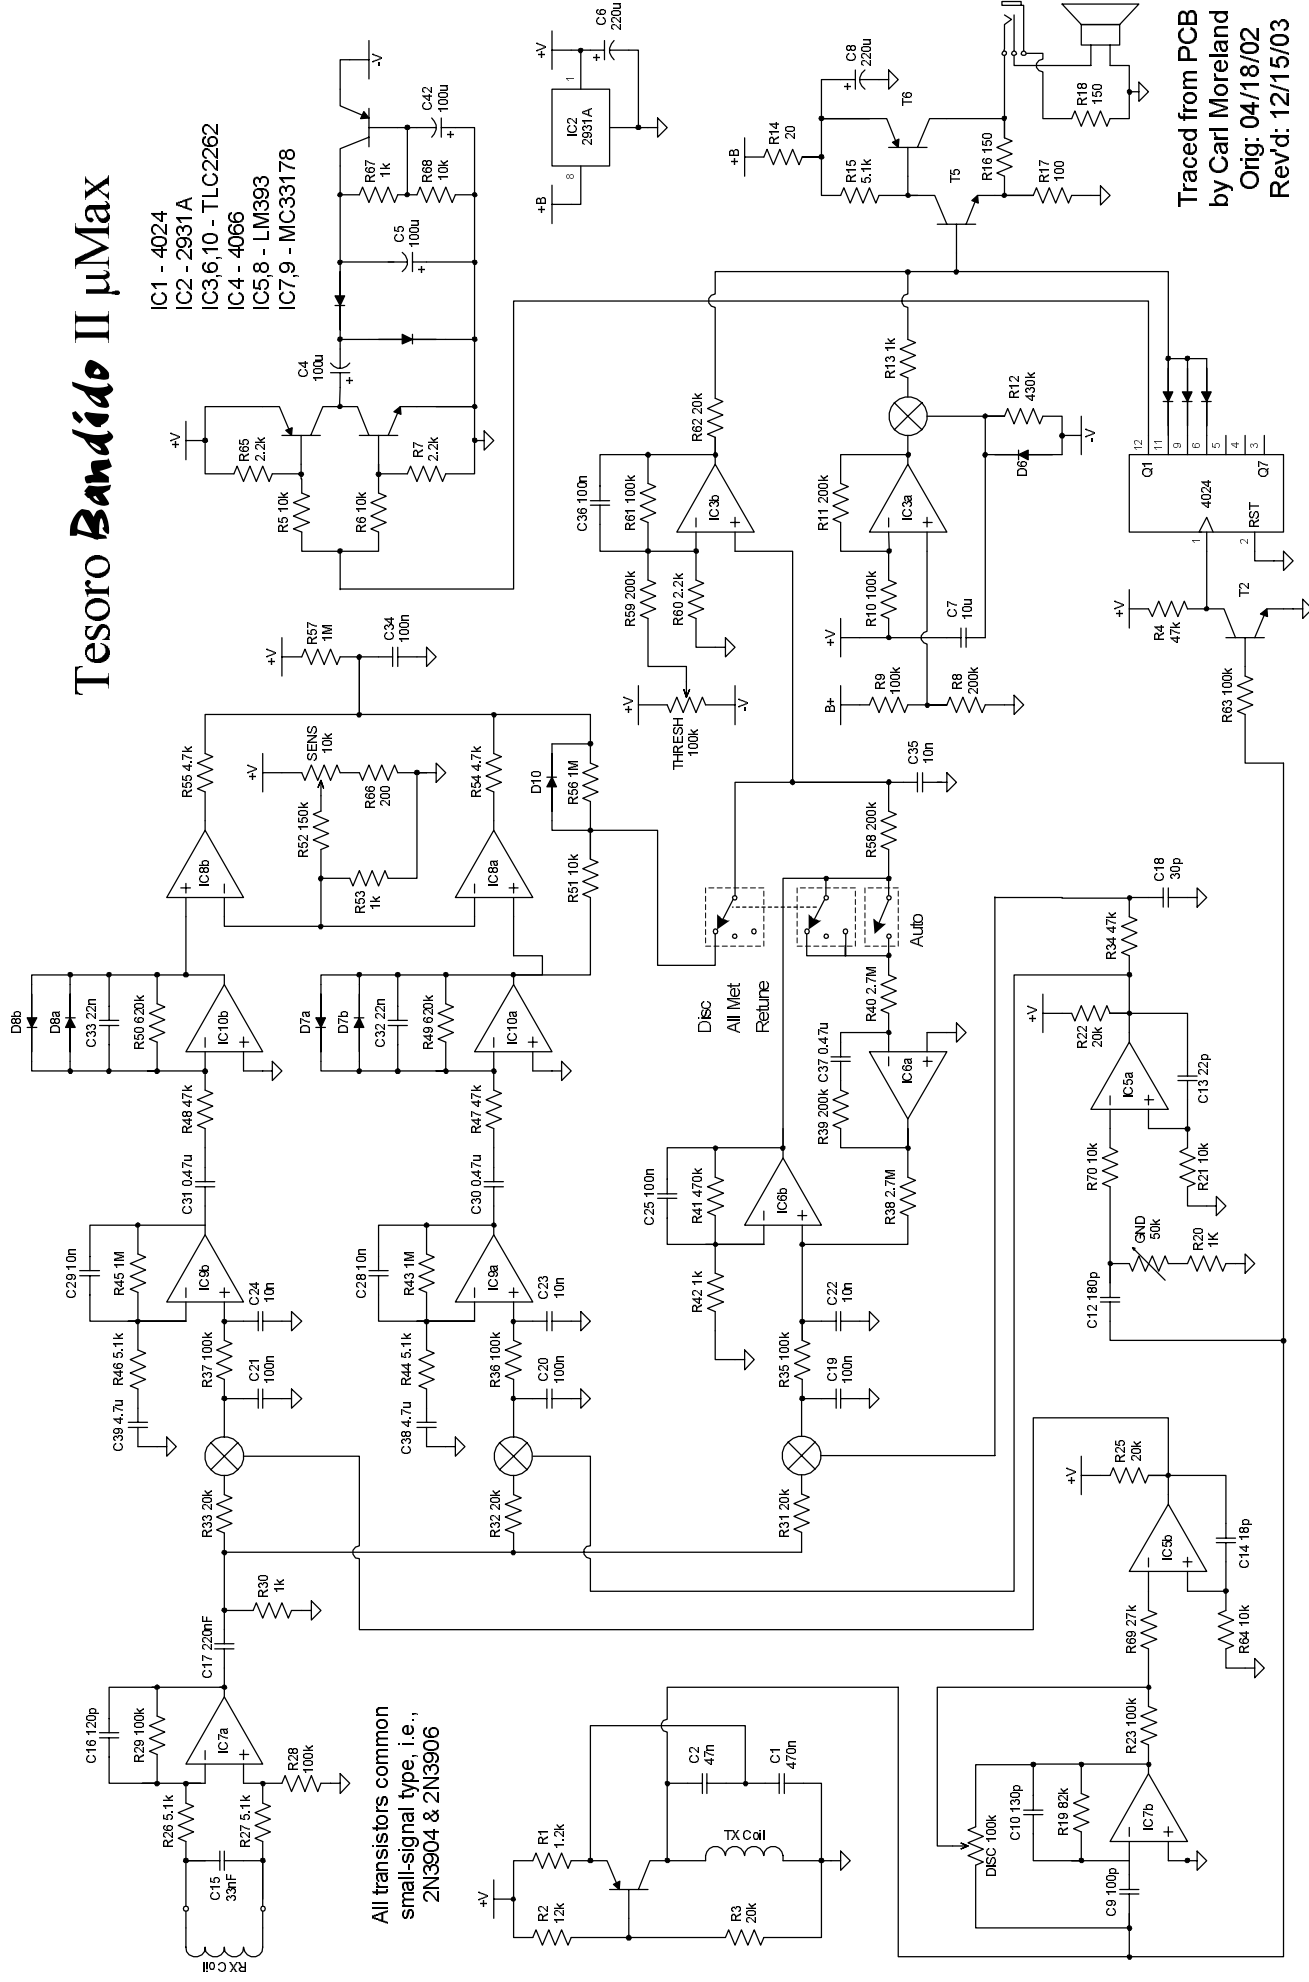 Tesoro Bandido II µMax
IC1 - 4024
IC2 - 2931A
IC3,6,10 - TLC2262
IC4 - 4066
IC5,8 - LM393
IC7,9 - MC33178
RX Coil
C15
33nF
R26 5.1k
R27 5.1k
C16 120p
R29 100k
IC7a
R28
100k
C17 220nF
R30
1k
R33 20k
R32 20k
R31 20k
C39 4.7u
R46 5.1k
C21
100n
R37 100k
C24
10n
C29 10n
R45 1M
IC9b
C31 0.47u
R48 47k
D8b
D8a
C33 22n
R50 620k
IC10b
C38 4.7u
R44 5.1k
C20
100n
R36 100k
C23
10n
C28 10n
R43 1M
IC9a
C30 0.47u
R47 47k
D7a
D7b
C32 22n
R49 620k
IC10a
IC8b
R55 4.7k
+V
SENS
10k
R52 150k
R66
200
R53
1k
IC8a
R54 4.7k
R51 10k
D10
R56 1M
+V
R57
1M
C34
100n
+V
R65
2.2k
R5 10k
R6 10k
R7
2.2k
C4
100u
+
C5
100u
+
R67
1k
R68
10k
C42
100u
+
-V
+B
8
IC2
2931A
1
+V
C6
220u
+
C19
100n
R35 100k
C22
10n
R42 1k
C25 100n
R41 470k
IC6b
R38 2.7M
R39 200k
C37 0.47u
IC6a
R40 2.7M
Disc
All Met
Retune
Auto
R58 200k
C35
10n
+V
THRESH
100k
-V
R59 200k
R60 2.2k
C36 100n
R61 100k
IC3b
R62 20k
B+
R9
100k
R8
200k
+V
R10 100k
C7
10u
R11 200k
IC3a
D6
R12
430k
-V
R13 1k
+B
R14
20
R15
5.1k
C8
220u
+
T6
T5
R16 150
R17
100
R18
150
All transistors common
small-signal type, i.e.,
2N3904 & 2N3906
+V
R2
12k
R1
1.2k
R3
20k
TX Coil
C2
47n
C1
470n
DISC 100k
C9 100p
C10 130p
R19 82k
IC7b
R23 100k
R69 27k
R64 10k
IC5b
C14 18p
+V
R25
20k
C12 180p
GND
50k
R20
1K
R70 10k
R21 10k
IC5a
C13 22p
+V
R22
20k
R34 47k
C18
30p
R63 100k
T2
+V
R4
47k
1
2
4024
RST
Q1
Q7
12
11
9
6
5
4
3
Traced from PCB
by Carl Moreland
Orig: 04/18/02
Rev'd: 12/15/03